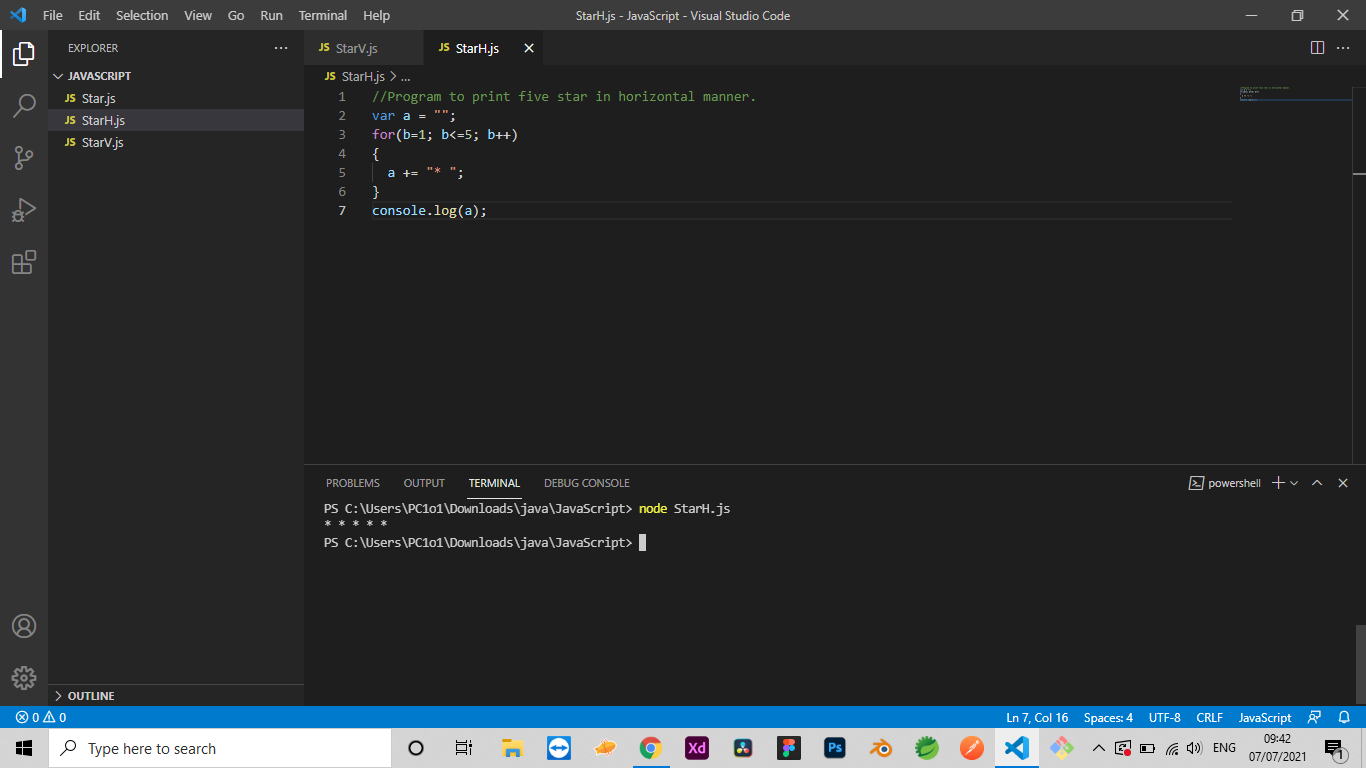 File Edit Selection View Go Run Terminal Help StarH.js - JavaScript - Visual Studio Code
EXPLORER
JAVASCRIPT
JS Star.js
JS StarH.js
JS StarV.js
OUTLINE
JS StarV.js JS StarH.js
JS StarH.js > ...
1 //Program to print five star in horizontal manner.
2 var a = "";
3 for(b=1; b<=5; b++)
4 {
5 a += "* ";
6 }
7 console.log(a);
PROBLEMS OUTPUT TERMINAL DEBUG CONSOLE powershell
PS C:\Users\PC1o1\Downloads\java\JavaScript> node StarH.js
* * * * *
PS C:\Users\PC1o1\Downloads\java\JavaScript>
0 0 Ln 7, Col 16 Spaces: 4 UTF-8 CRLF JavaScript
Type here to search Xd Ps ENG 09:42
07/07/2021 1